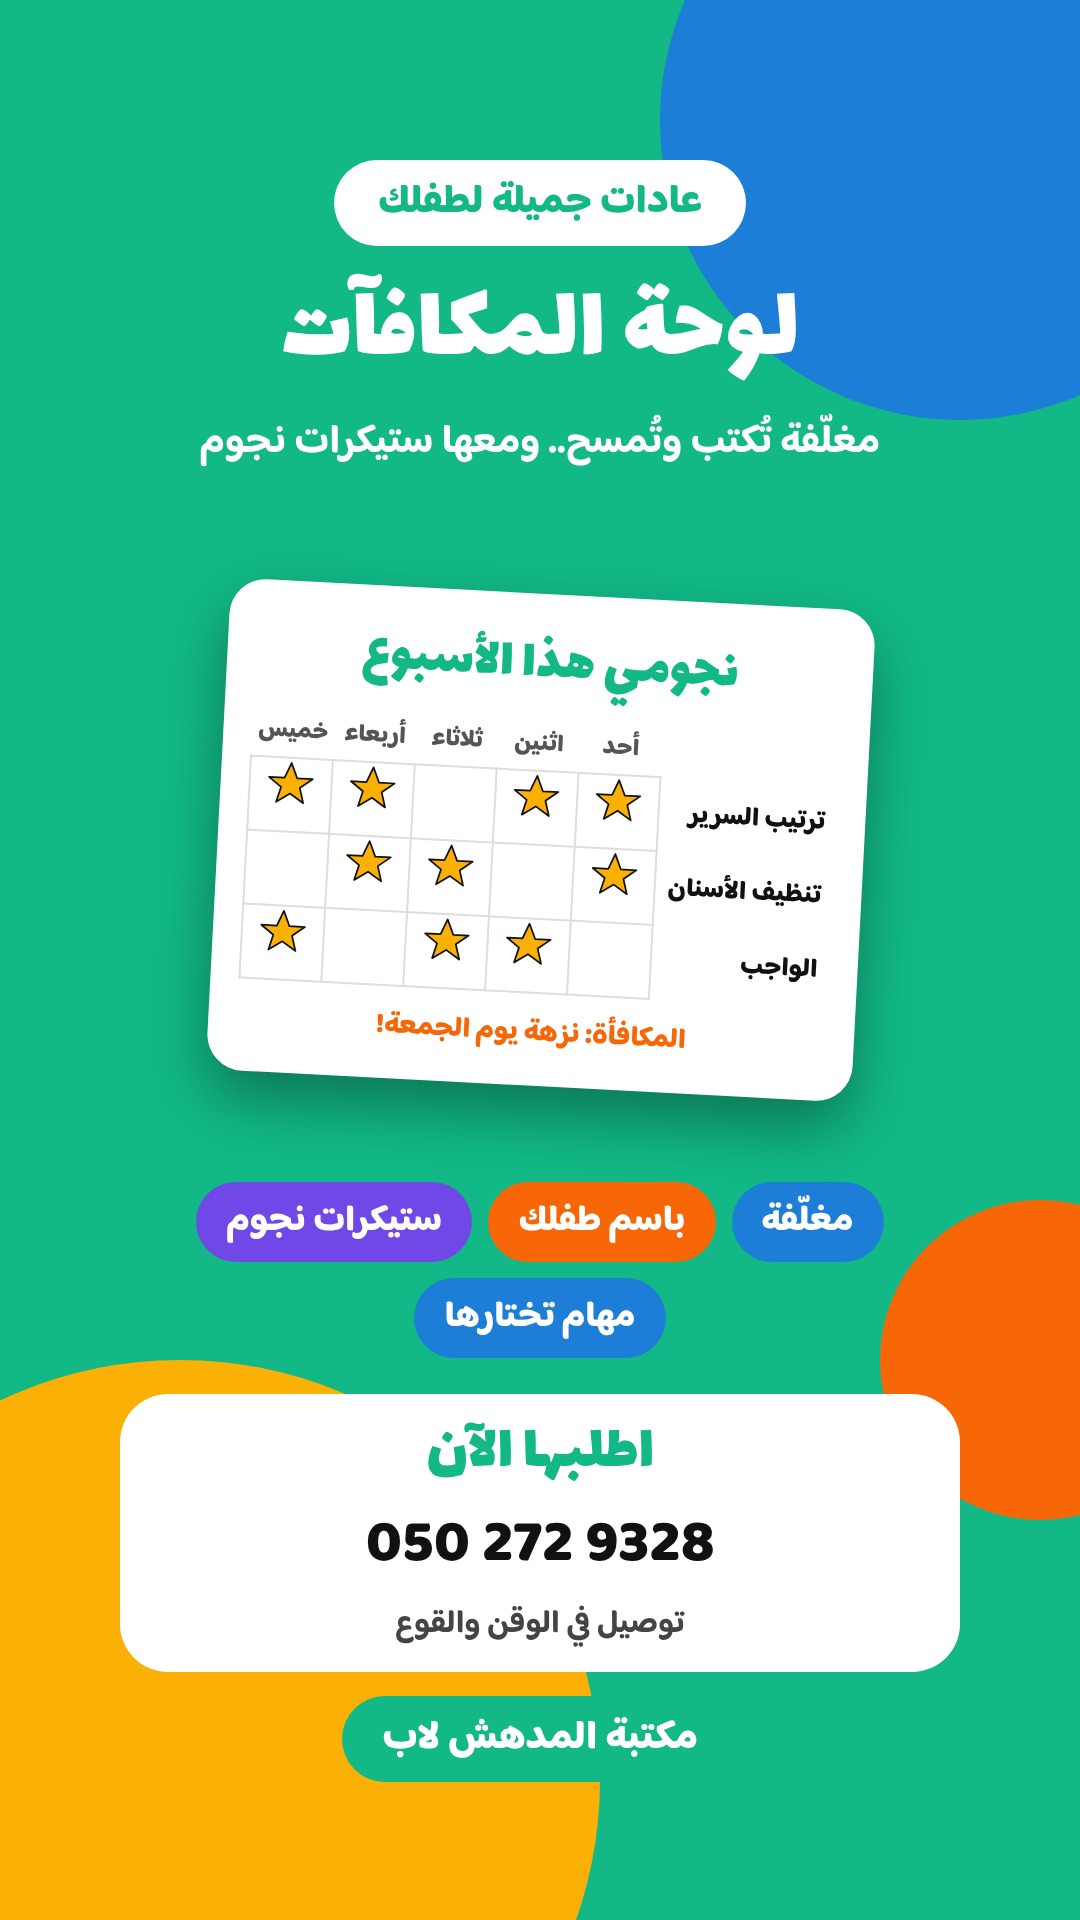 عادات جميلة لطفلك
لوحة المكافآت
مغلّفة تُكتب وتُمسح.. ومعها ستيكرات نجوم
نجومي هذا الأسبوع
أحد اثنين ثلاثاء أربعاء خميس
ترتيب السرير
تنظيف الأسنان
الواجب
المكافأة: نزهة يوم الجمعة!
مغلّفة باسم طفلك ستيكرات نجوم
مهام تختارها
اطلبها الآن
050 272 9328
توصيل في الوقن والقوع
مكتبة المدهش لاب